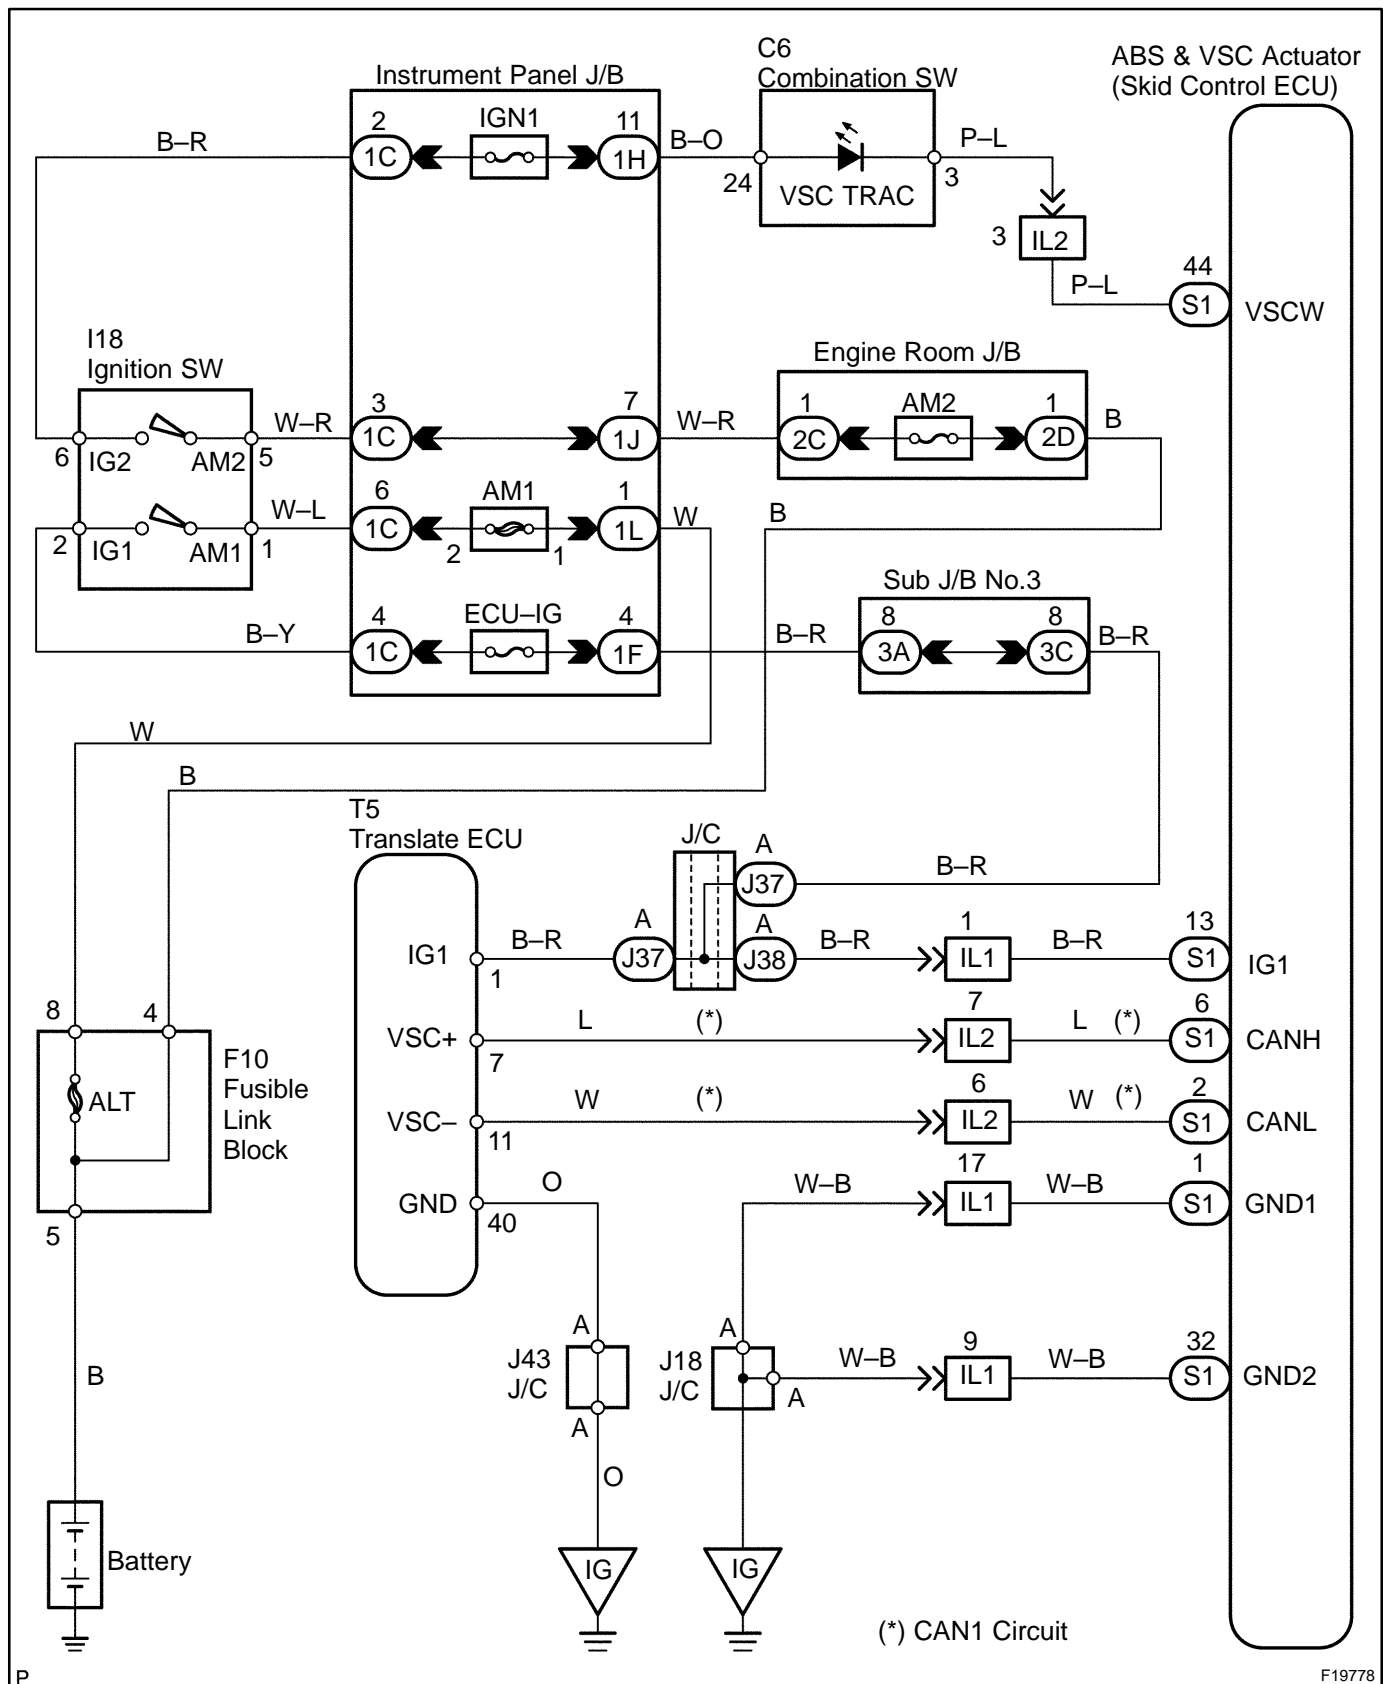 C6
Combination SW
ABS & VSC Actuator
(Skid Control ECU)
Instrument Panel J/B
B–R
2
1C
IGN1
11
1H
B–O
24
VSC TRAC
3
P–L
3
IL2
P–L
44
S1
VSCW
I18
Ignition SW
Engine Room J/B
6
IG2
AM2
5
W–R
3
1C
7
1J
W–R
1
2C
AM2
1
2D
B
2
IG1
AM1
1
W–L
6
1C
2
AM1
1
1
1L
W
B
Sub J/B No.3
B–Y
4
1C
ECU–IG
4
1F
B–R
8
3A
8
3C
B–R
W
B
T5
Translate ECU
J/C
A
J37
B–R
IG1
1
B–R
A
J37
A
J38
B–R
1
IL1
B–R
13
S1
IG1
8
4
F10
Fusible
Link
Block
ALT
5
VSC+
7
L
(*)
7
IL2
L
(*)
6
S1
CANH
VSC–
11
W
(*)
6
IL2
W
(*)
2
S1
CANL
GND
40
O
W–B
17
IL1
W–B
1
S1
GND1
A
J43
J/C
A
A
J18
J/C
A
W–B
9
IL1
W–B
32
S1
GND2
B
O
Battery
IG
IG
(*) CAN1 Circuit
P
F19778